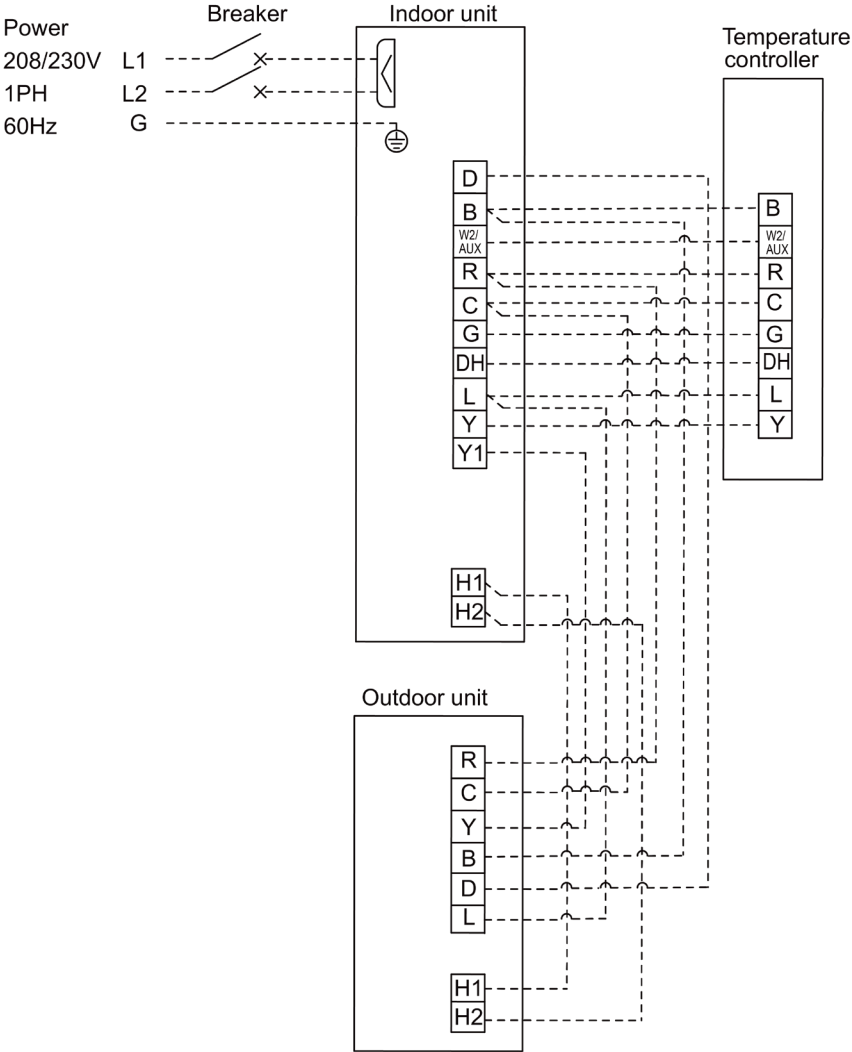 Power
208/230V L1
1PH L2
60Hz G
Breaker
Indoor unit
D
B
W2/
AUX
R
C
G
DH
L
Y
Y1
H1
H2
Temperature
controller
B
W2/
AUX
R
C
G
DH
L
Y
Outdoor unit
R
C
Y
B
D
L
H1
H2